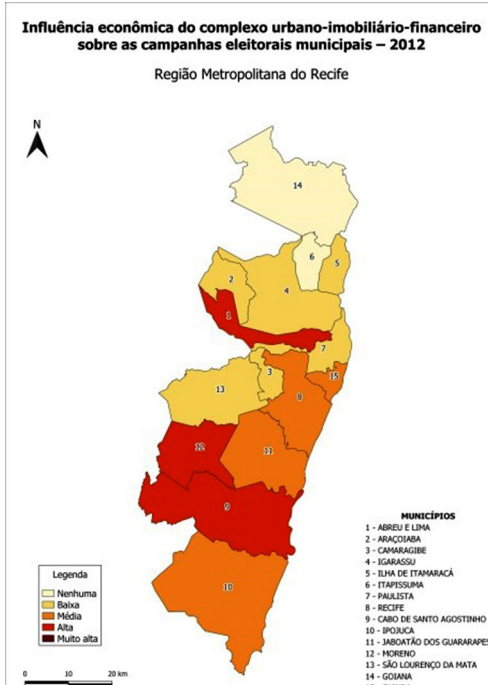 Influência econômica do complexo urbano-imobiliário-financeiro
sobre as campanhas eleitorais municipais – 2012
Região Metropolitana do Recife
N
14
6
5
2
4
1
7
3
15
13
8
12
11
9
10
Legenda
Nenhuma
Baixa
Média
Alta
Muito alta
0 10 20 km
MUNICÍPIOS
1 - ABREU E LIMA
2 - ARAÇOIABA
3 - CAMARAGIBE
4 - IGARASSU
5 - ILHA DE ITAMARACÁ
6 - ITAPISSUMA
7 - PAULISTA
8 - RECIFE
9 - CABO DE SANTO AGOSTINHO
10 - IPOJUCA
11 - JABOATÃO DOS GUARARAPES
12 - MORENO
13 - SÃO LOURENÇO DA MATA
14 - GOIANA